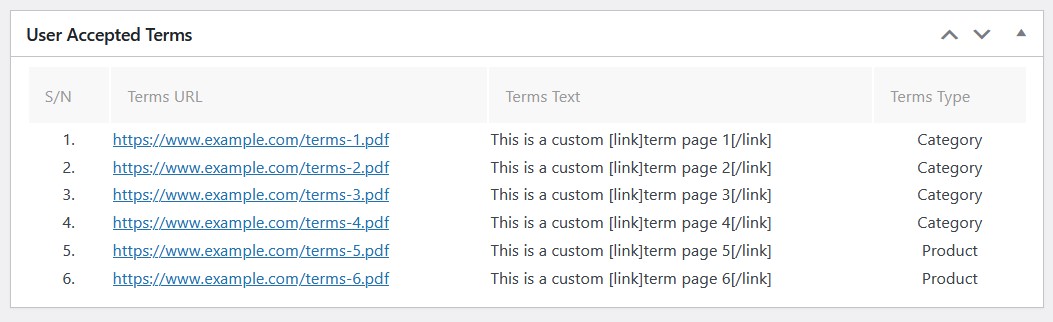 User Accepted Terms
S/N Terms URL Terms Text Terms Type
1. https://www.example.com/terms-1.pdf This is a custom [link]term page 1[/link] Category
2. https://www.example.com/terms-2.pdf This is a custom [link]term page 2[/link] Category
3. https://www.example.com/terms-3.pdf This is a custom [link]term page 3[/link] Category
4. https://www.example.com/terms-4.pdf This is a custom [link]term page 4[/link] Category
5. https://www.example.com/terms-5.pdf This is a custom [link]term page 5[/link] Product
6. https://www.example.com/terms-6.pdf This is a custom [link]term page 6[/link] Product